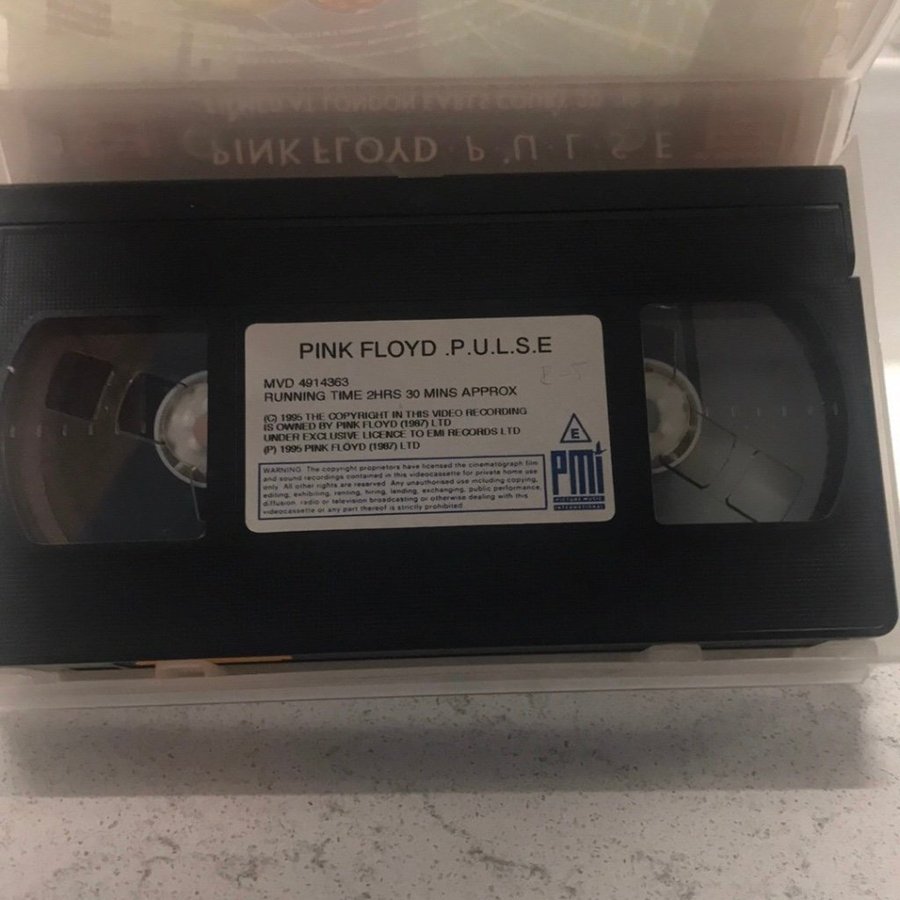 PINK FLOYD · P · U · L · S · E
PINK FLOYD .P.U.L.S.E
MVD 4914363
RUNNING TIME 2HRS 30 MINS APPROX
(C) 1995 THE COPYRIGHT IN THIS VIDEO RECORDING
IS OWNED BY PINK FLOYD (1987) LTD
UNDER EXCLUSIVE LICENCE TO EMI RECORDS LTD
(P) 1995 PINK FLOYD (1987) LTD
WARNING The copyright proprietors have licensed the cinematograph film
and sound recordings contained in this videocassette for private home use
only. All other rights are reserved. Any unauthorised use including copying,
editing, exhibiting, renting, hiring, lending, exchanging, public performance,
diffusion, radio or television broadcasting or otherwise dealing with this
videocassette or any part thereof is strictly prohibited.
E
PMI
PICTURE MUSIC
INTERNATIONAL